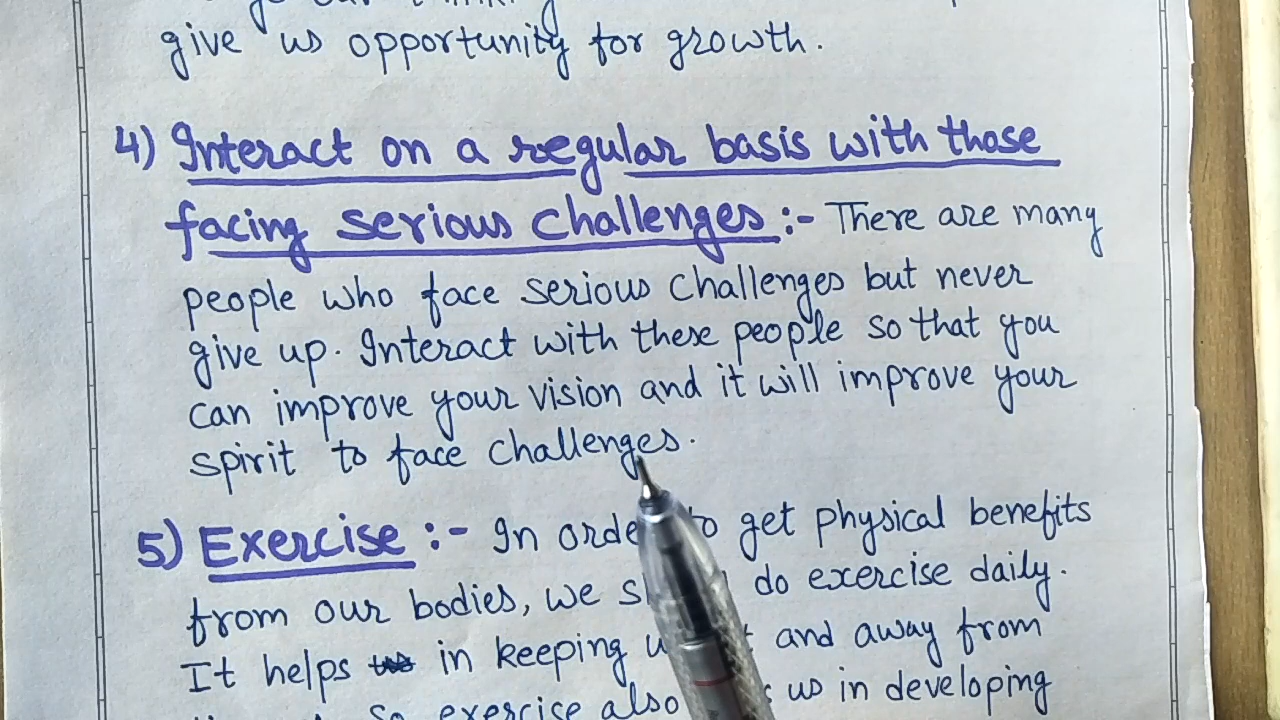 give us opportunity for growth.
4) Interact on a regular basis with those
facing serious challenges :- There are many
people who face serious challenges but never
give up. Interact with these people so that you
can improve your vision and it will improve your
spirit to face challenges.
5) Exercise :- In order to get physical benefits
from our bodies, we do exercise daily.
It helps in keeping and away from
so exercise also us in developing